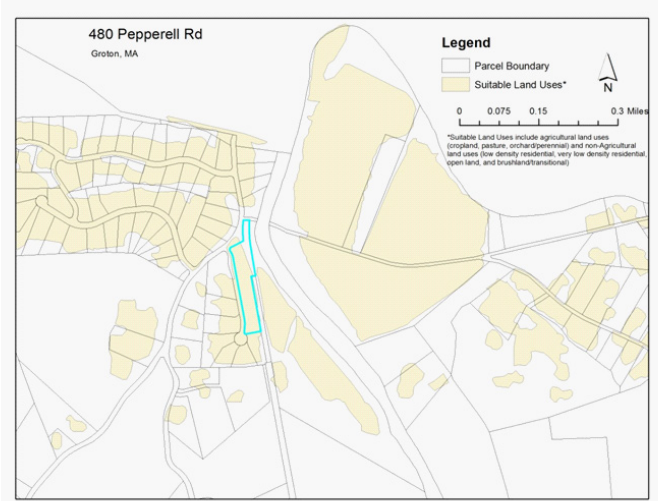 480 Pepperell Rd
Groton, MA
Legend
Parcel Boundary
Suitable Land Uses*
N
0 0.075 0.15 0.3 Miles
*Suitable Land Uses include agricultural land uses
(cropland, pasture, orchard/perennial) and non-Agricultural
land uses (low density residential, very low density residential,
open land, and brushland/transitional)